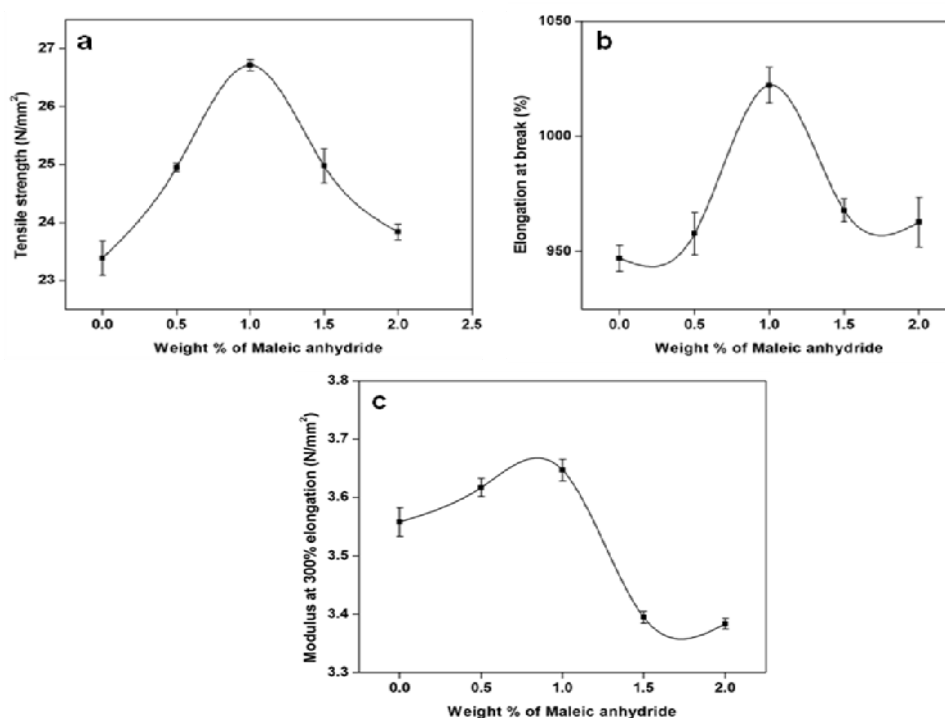 a
Tensile strength (N/mm²)
27
26
25
24
23
0.0 0.5 1.0 1.5 2.0 2.5
Weight % of Maleic anhydride
b
Elongation at break (%)
1050
1000
950
0.0 0.5 1.0 1.5 2.0
Weight % of Maleic anhydride
c
Modulus at 300% elongation (N/mm²)
3.8
3.7
3.6
3.5
3.4
3.3
0.0 0.5 1.0 1.5 2.0
Weight % of Maleic anhydride